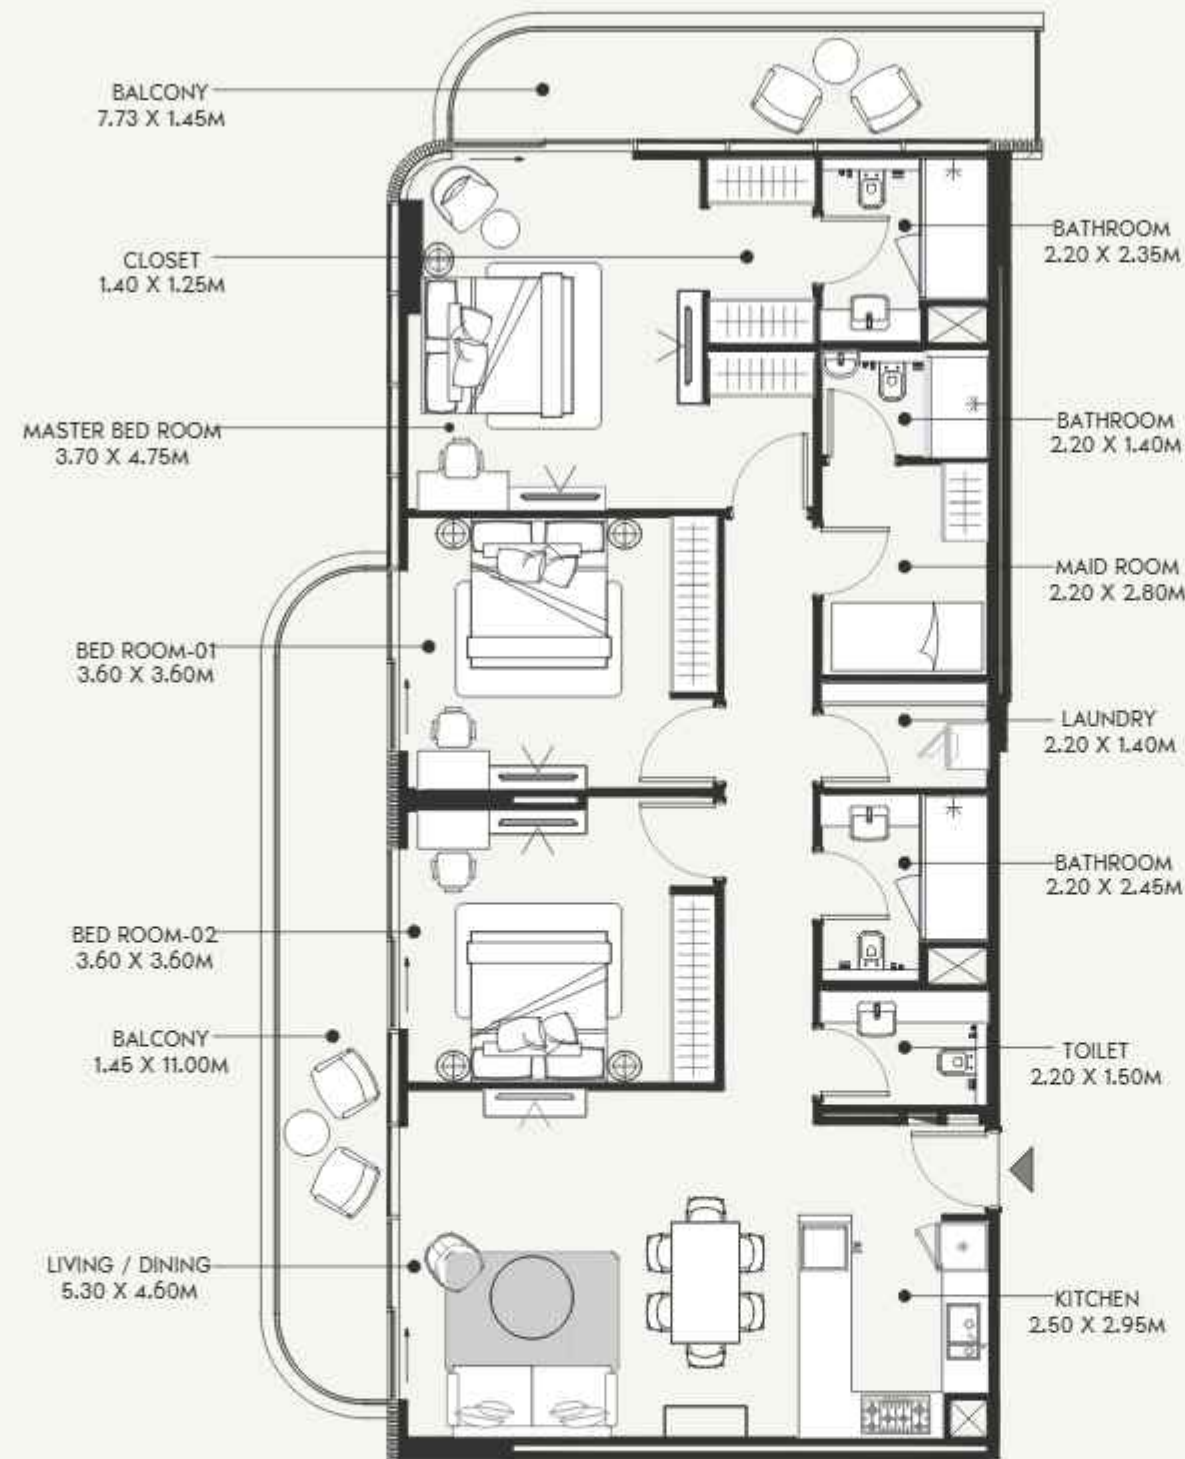 BALCONY
7.73 X 1.45M
CLOSET
1.40 X 1.25M
MASTER BED ROOM
3.70 X 4.75M
BED ROOM-01
3.60 X 3.60M
BED ROOM-02
3.60 X 3.60M
BALCONY
1.45 X 11.00M
LIVING / DINING
5.30 X 4.60M
BATHROOM
2.20 X 2.35M
BATHROOM
2.20 X 1.40M
MAID ROOM
2.20 X 2.80M
LAUNDRY
2.20 X 1.40M
BATHROOM
2.20 X 2.45M
TOILET
2.20 X 1.50M
KITCHEN
2.50 X 2.95M